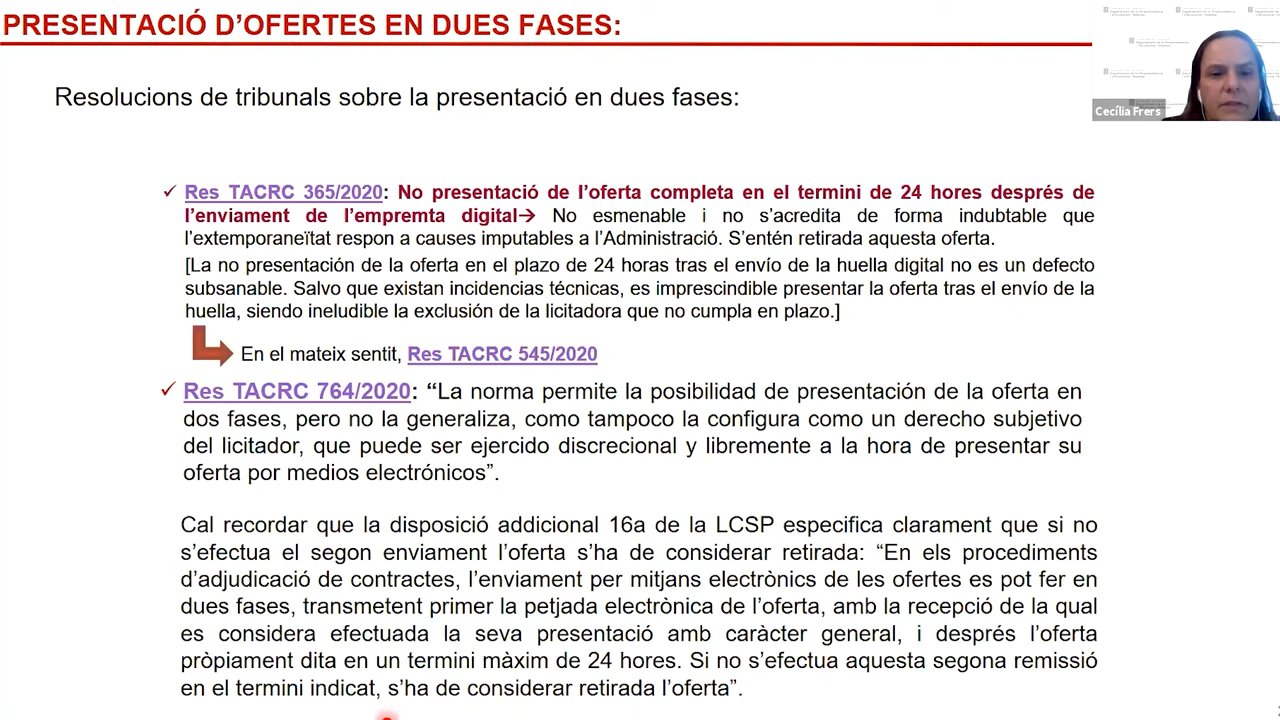 PRESENTACIÓ D’OFERTES EN DUES FASES:
Resolucions de tribunals sobre la presentació en dues fases:
Cecília Frers
✓ Res TACRC 365/2020: No presentació de l’oferta completa en el termini de 24 hores després de
l’enviament de l’empremta digital➔ No esmenable i no s’acredita de forma indubtable que
l’extemporaneïtat respon a causes imputables a l’Administració. S’entén retirada aquesta oferta.
[La no presentación de la oferta en el plazo de 24 horas tras el envío de la huella digital no es un defecto
subsanable. Salvo que existan incidencias técnicas, es imprescindible presentar la oferta tras el envío de la
huella, siendo ineludible la exclusión de la licitadora que no cumpla en plazo.]
En el mateix sentit, Res TACRC 545/2020
✓ Res TACRC 764/2020: “La norma permite la posibilidad de presentación de la oferta en
dos fases, pero no la generaliza, como tampoco la configura como un derecho subjetivo
del licitador, que puede ser ejercido discrecional y libremente a la hora de presentar su
oferta por medios electrónicos”.
Cal recordar que la disposició addicional 16a de la LCSP especifica clarament que si no
s’efectua el segon enviament l’oferta s’ha de considerar retirada: “En els procediments
d’adjudicació de contractes, l’enviament per mitjans electrònics de les ofertes es pot fer en
dues fases, transmetent primer la petjada electrònica de l’oferta, amb la recepció de la qual
es considera efectuada la seva presentació amb caràcter general, i després l’oferta
pròpiament dita en un termini màxim de 24 hores. Si no s’efectua aquesta segona remissió
en el termini indicat, s’ha de considerar retirada l’oferta”.